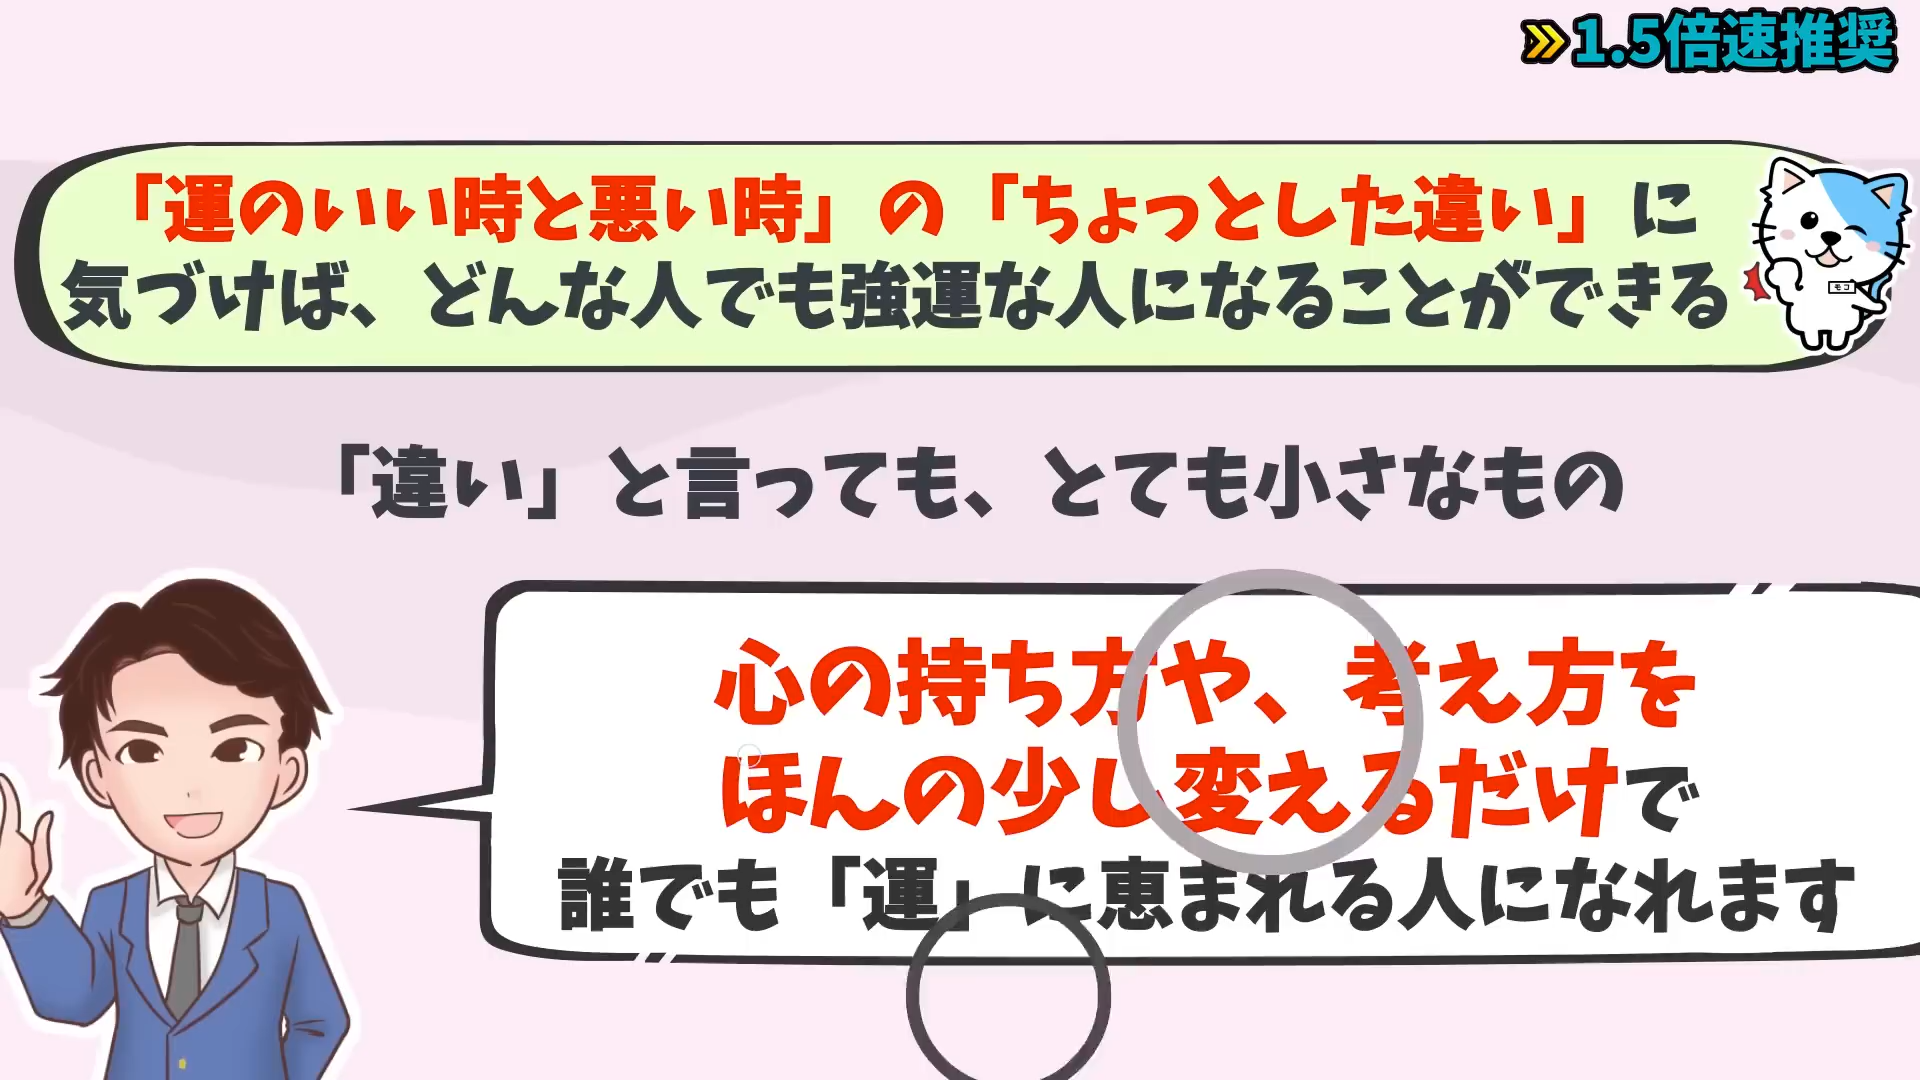 1.5倍速推奨
「運のいい時と悪い時」の「ちょっとした違い」に
気づけば、どんな人でも強運な人になることができる
モコ
「違い」と言っても、とても小さなもの
心の持ち方や、考え方を
ほんの少し変えるだけで
誰でも「運」に恵まれる人になれます